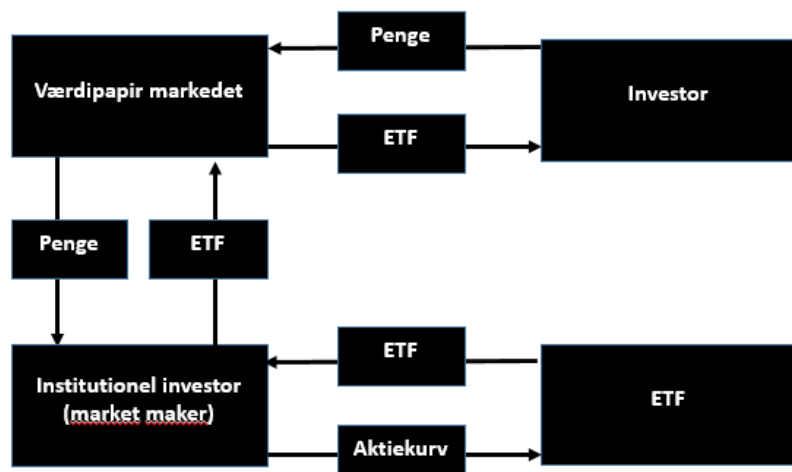 Penge
Værdipapir markedet
Investor
ETF
Penge
ETF
ETF
Institutionel investor
(market maker)
ETF
Aktiekurv